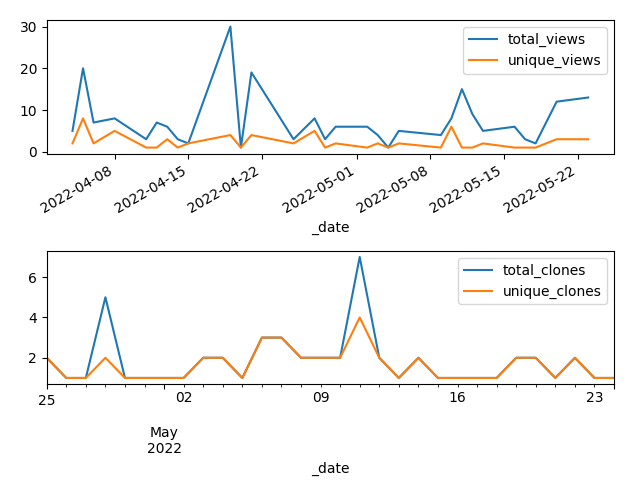 30
20
10
0
total_views
unique_views
2022-04-08
2022-04-15
2022-04-22
2022-05-01
2022-05-08
2022-05-15
2022-05-22
_date
6
4
2
total_clones
unique_clones
25
02
09
16
23
May
2022
_date